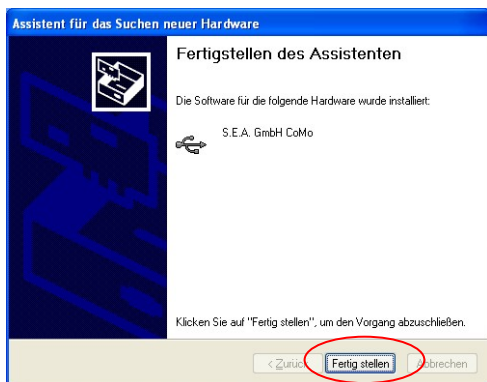 Assistent für das Suchen neuer Hardware
Fertigstellen des Assistenten
Die Software für die folgende Hardware wurde installiert:
S.E.A. GmbH CoMo
Klicken Sie auf "Fertig stellen", um den Vorgang abzuschließen.
< Zurück Fertig stellen Abbrechen